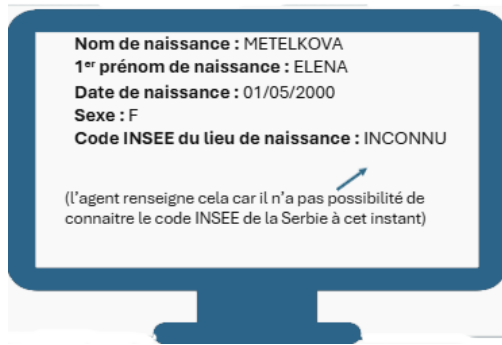 Nom de naissance : METELKOVA
1er prénom de naissance : ELENA
Date de naissance : 01/05/2000
Sexe : F
Code INSEE du lieu de naissance : INCONNU
(l’agent renseigne cela car il n’a pas possibilité de
connaitre le code INSEE de la Serbie à cet instant)